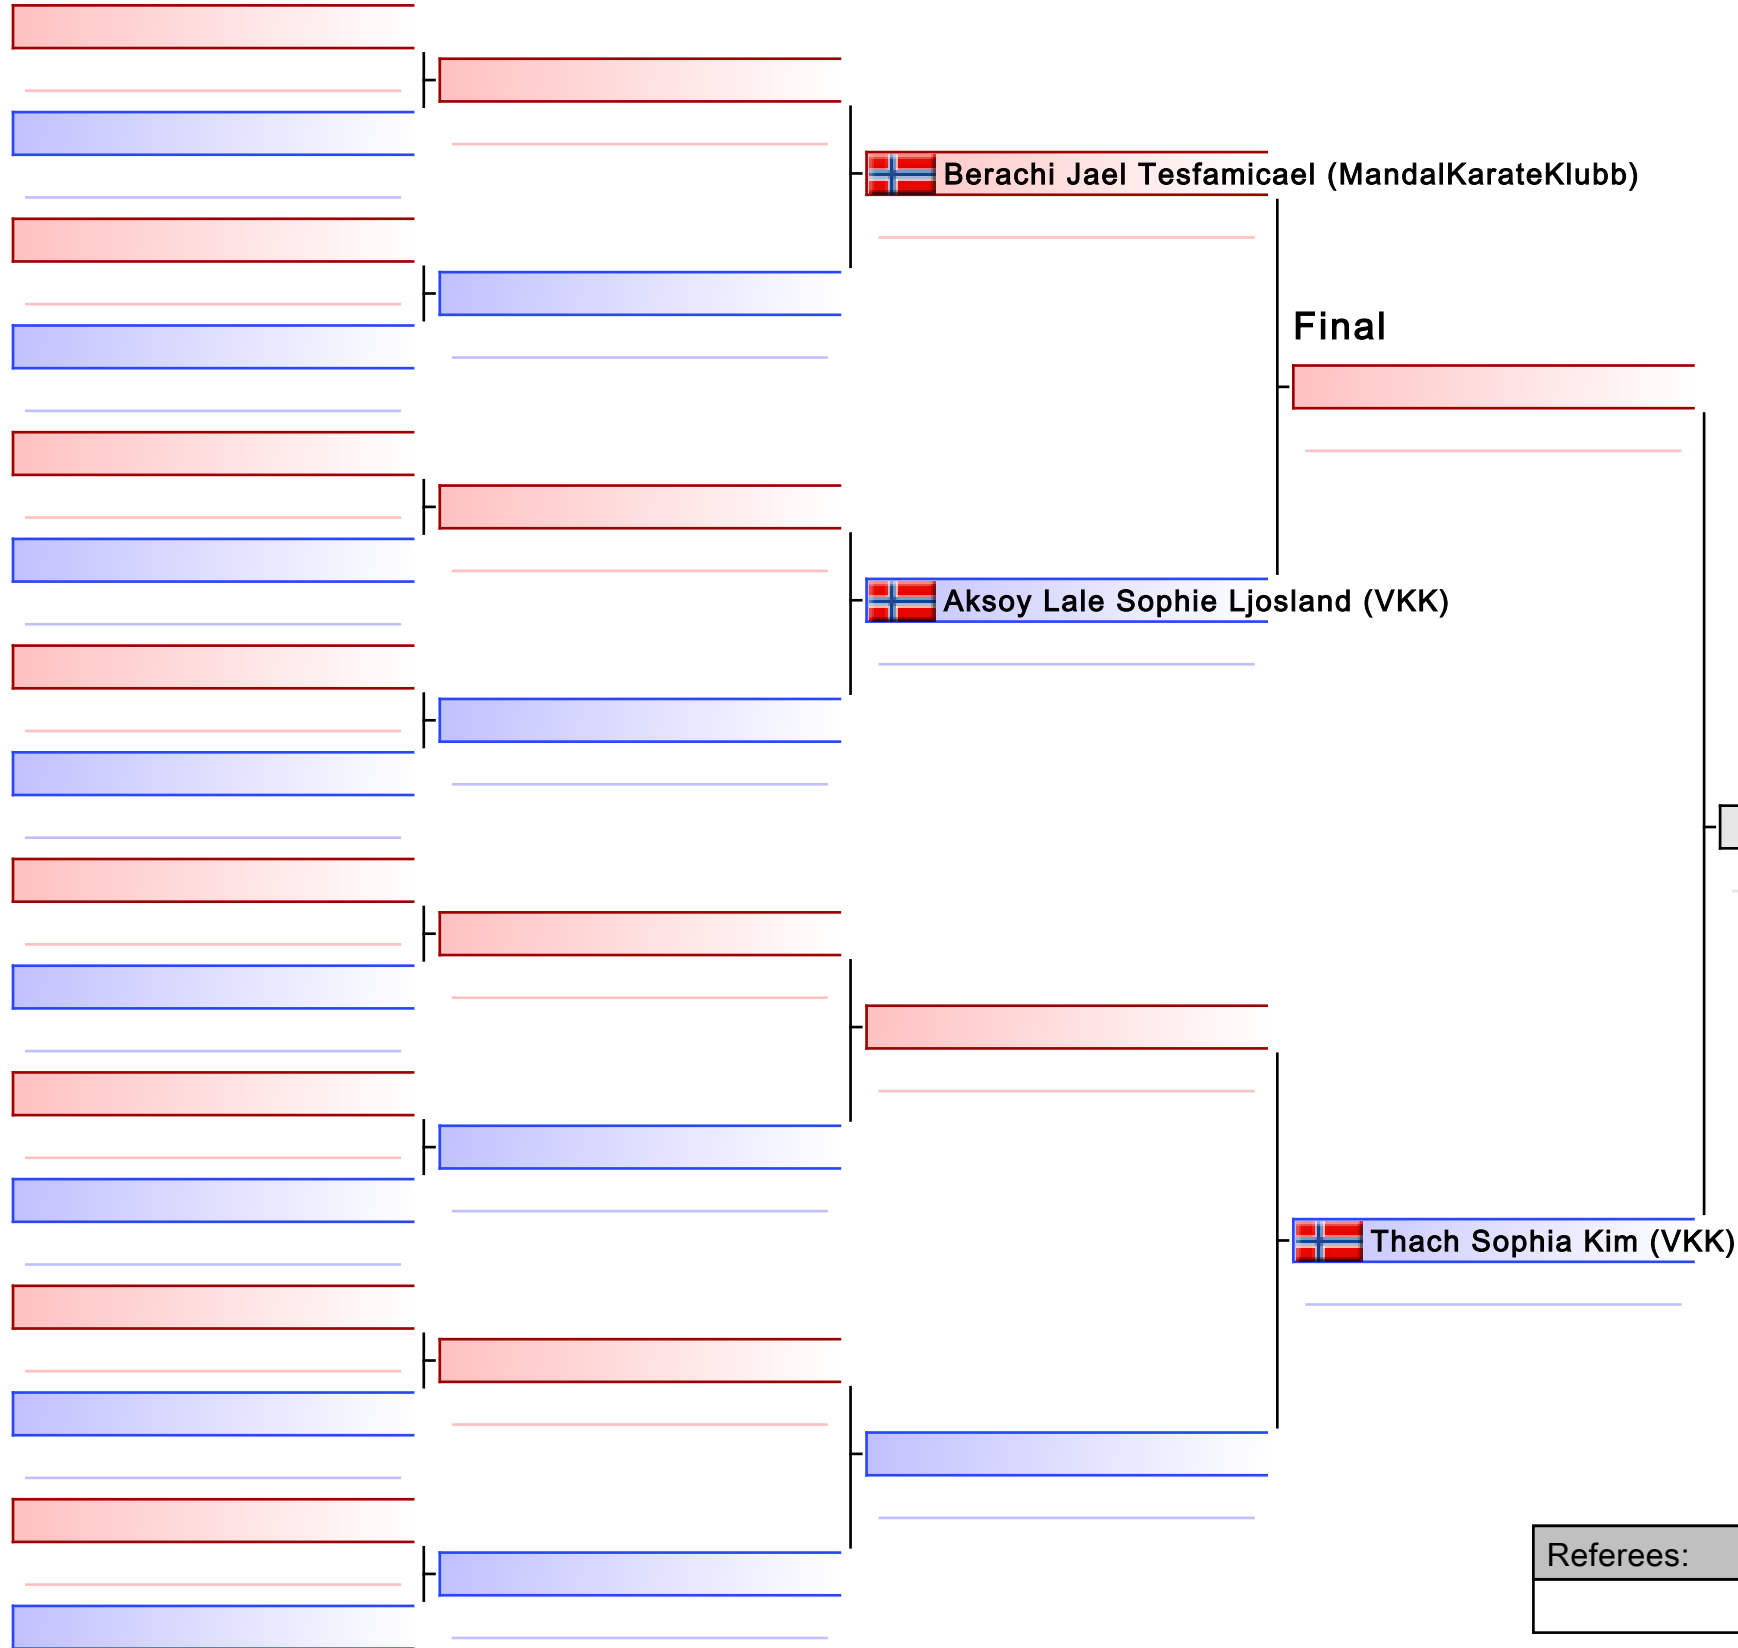 Berachi Jael Tesfamicael (MandalKarateKlubb)
Final
Aksoy Lale Sophie Ljosland (VKK)
Thach Sophia Kim (VKK)
Referees: